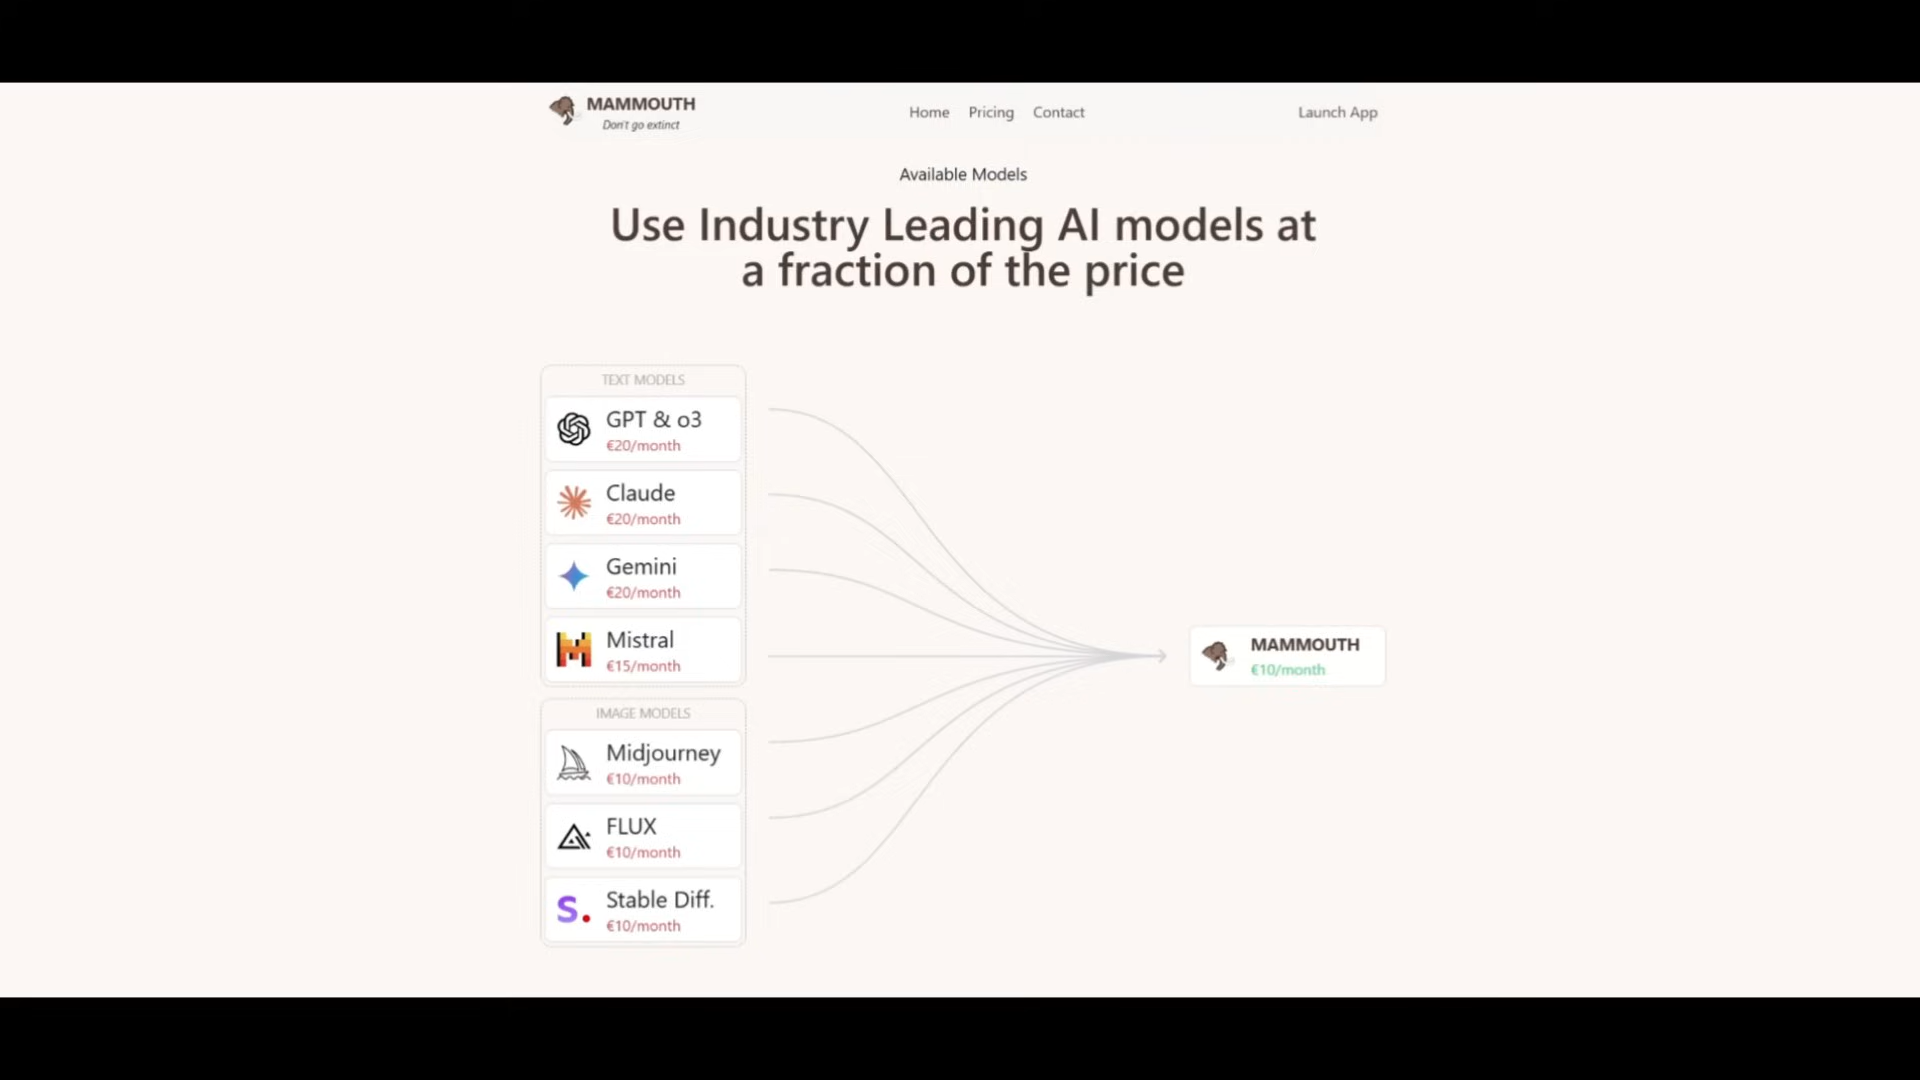 MAMMOUTH
Don't go extinct
Home Pricing Contact
Launch App
Available Models
Use Industry Leading AI models at
a fraction of the price
TEXT MODELS
GPT & o3
€20/month
Claude
€20/month
Gemini
€20/month
Mistral
€15/month
IMAGE MODELS
Midjourney
€10/month
FLUX
€10/month
Stable Diff.
€10/month
MAMMOUTH
€10/month